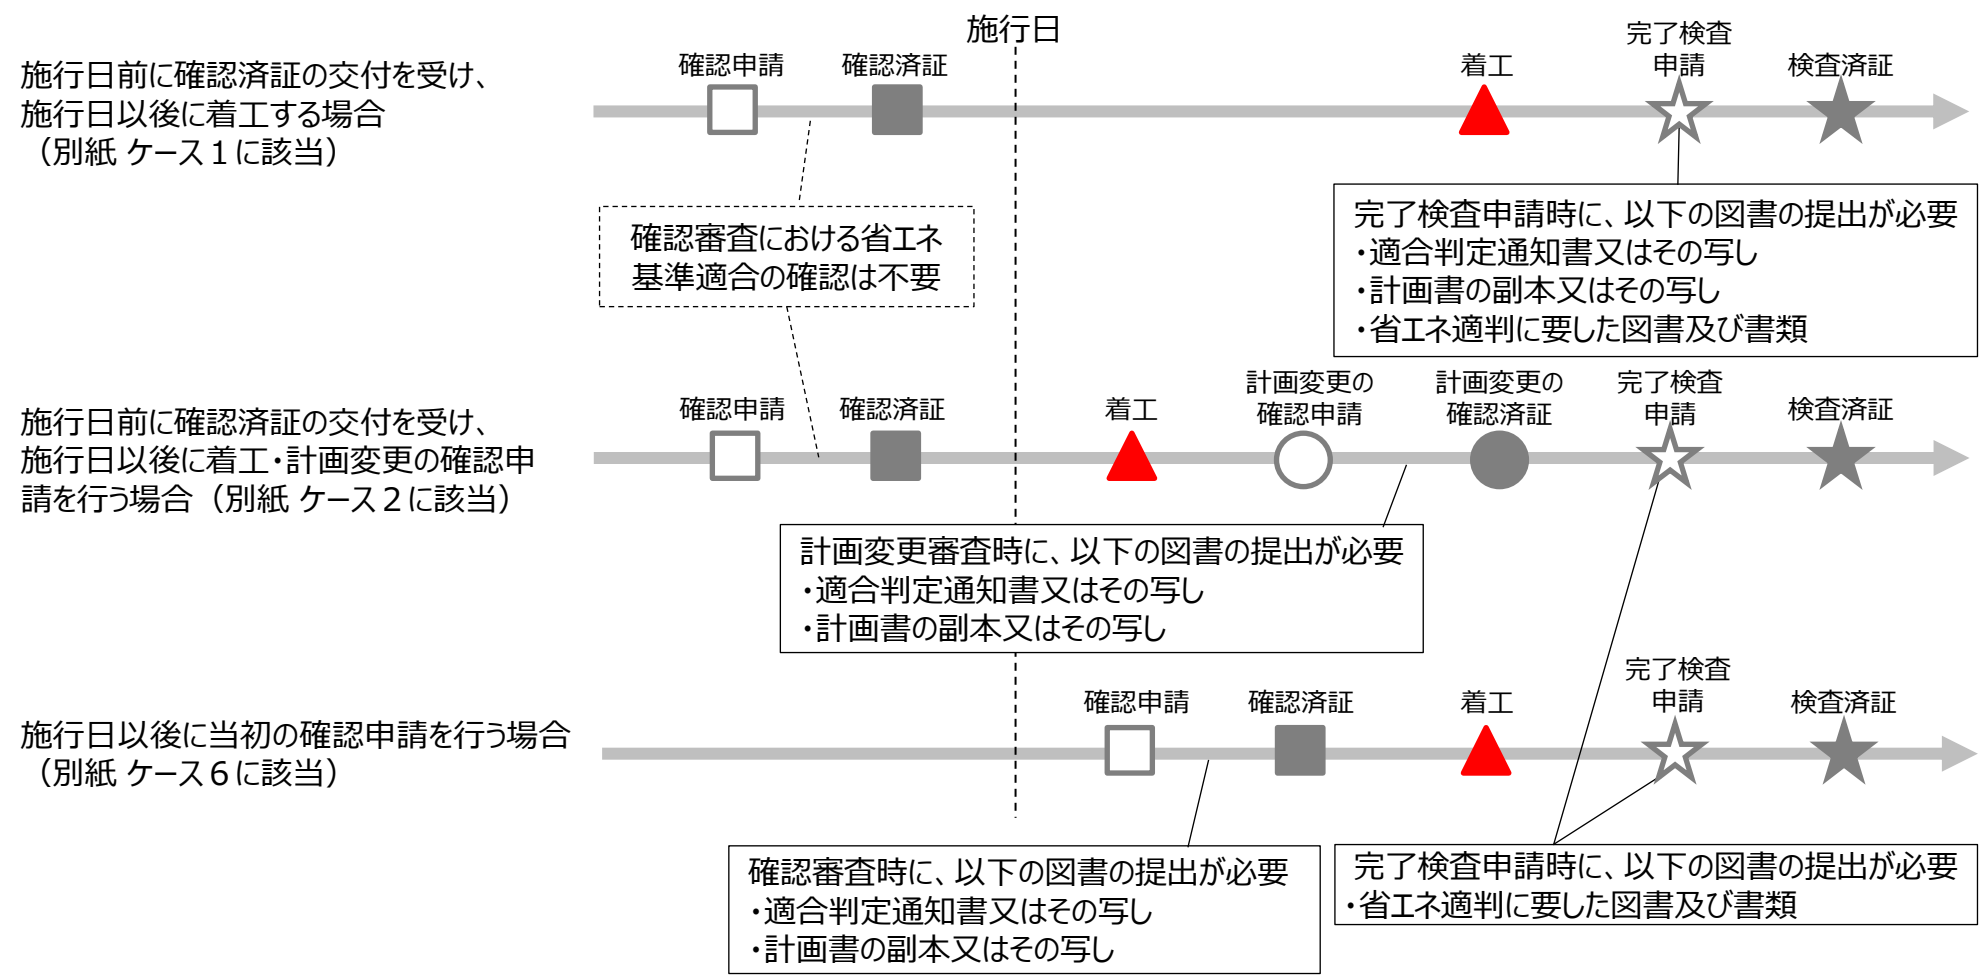 施行日
施行日前に確認済証の交付を受け、
施行日以後に着工する場合
（別紙 ケース１に該当）
確認申請
確認済証
着工
完了検査
申請
検査済証
確認審査における省エネ
基準適合の確認は不要
完了検査申請時に、以下の図書の提出が必要
・適合判定通知書又はその写し
・計画書の副本又はその写し
・省エネ適判に要した図書及び書類
施行日前に確認済証の交付を受け、
施行日以後に着工・計画変更の確認申
請を行う場合（別紙 ケース２に該当）
確認申請
確認済証
着工
計画変更の
確認申請
計画変更の
確認済証
完了検査
申請
検査済証
計画変更審査時に、以下の図書の提出が必要
・適合判定通知書又はその写し
・計画書の副本又はその写し
施行日以後に当初の確認申請を行う場合
（別紙 ケース６に該当）
確認申請
確認済証
着工
完了検査
申請
検査済証
確認審査時に、以下の図書の提出が必要
・適合判定通知書又はその写し
・計画書の副本又はその写し
完了検査申請時に、以下の図書の提出が必要
・省エネ適判に要した図書及び書類